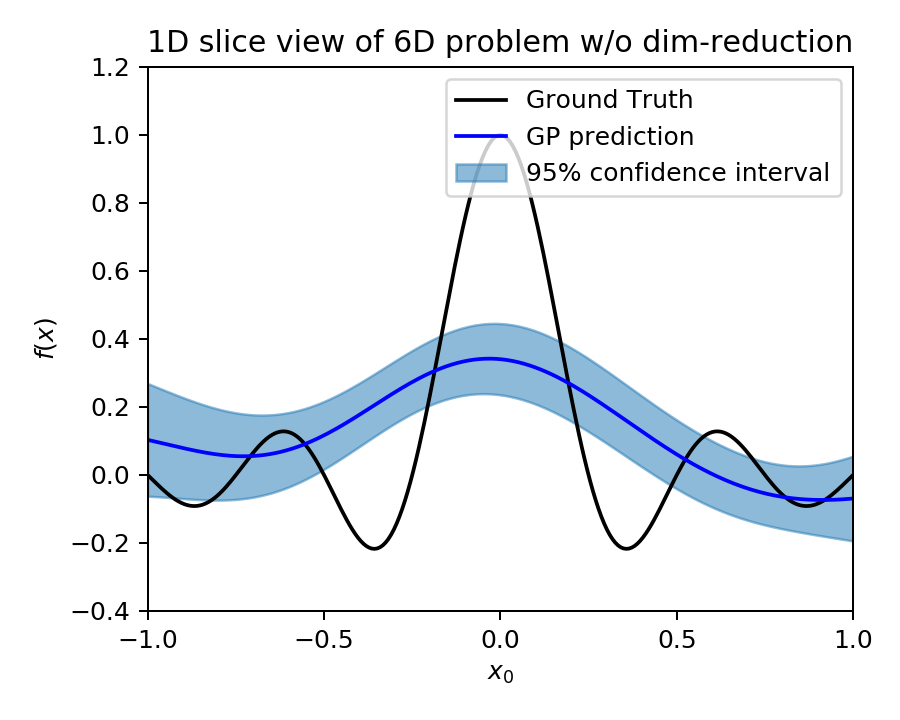 1D slice view of 6D problem w/o dim-reduction
Ground Truth
GP prediction
95% confidence interval
1.2
1.0
0.8
0.6
0.4
0.2
0.0
−0.2
−0.4
f(x)
−1.0 −0.5 0.0 0.5 1.0
x₀